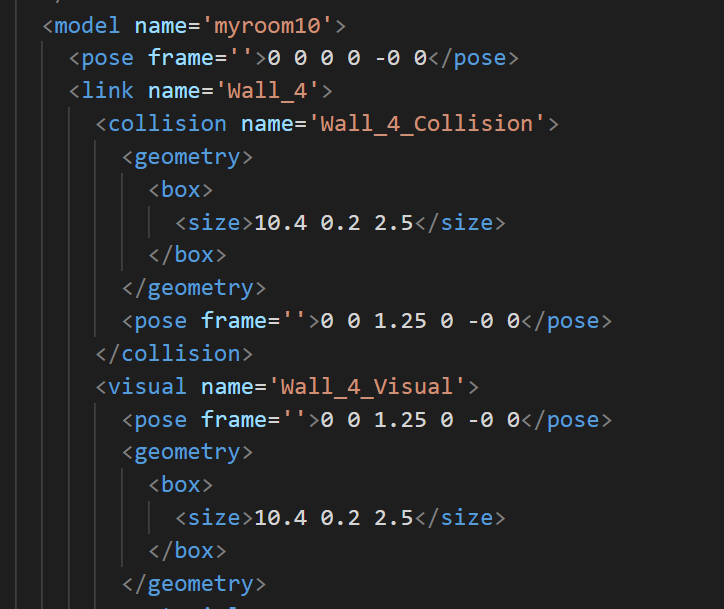 <model name='myroom10'>
<pose frame=''>0 0 0 0 -0 0</pose>
<link name='Wall_4'>
<collision name='Wall_4_Collision'>
<geometry>
<box>
<size>10.4 0.2 2.5</size>
</box>
</geometry>
<pose frame=''>0 0 1.25 0 -0 0</pose>
</collision>
<visual name='Wall_4_Visual'>
<pose frame=''>0 0 1.25 0 -0 0</pose>
<geometry>
<box>
<size>10.4 0.2 2.5</size>
</box>
</geometry>